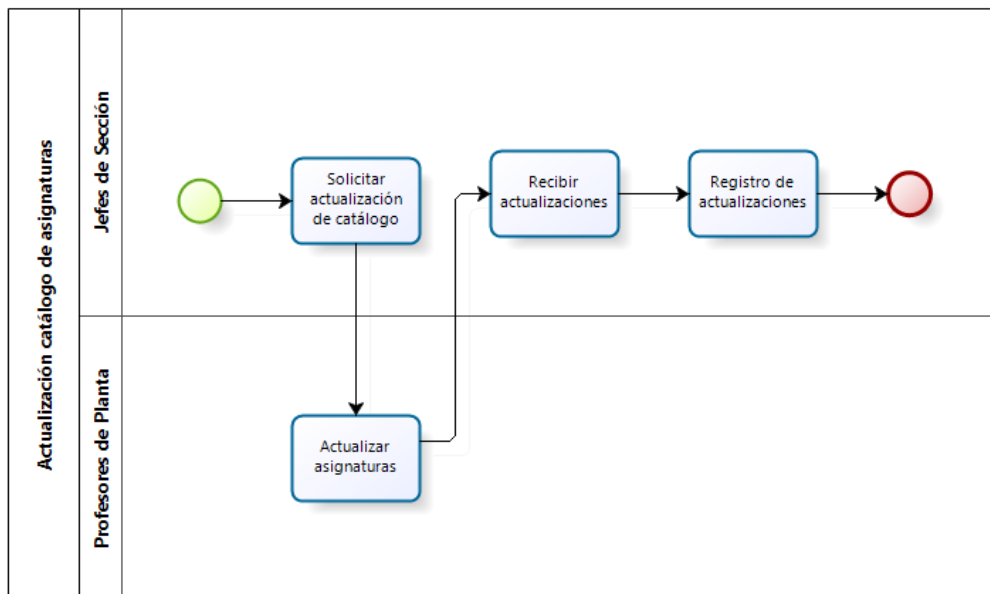 Actualización catálogo de asignaturas
Jefes de Sección
Solicitar
actualización
de catálogo
Recibir
actualizaciones
Registro de
actualizaciones
Profesores de Planta
Actualizar
asignaturas